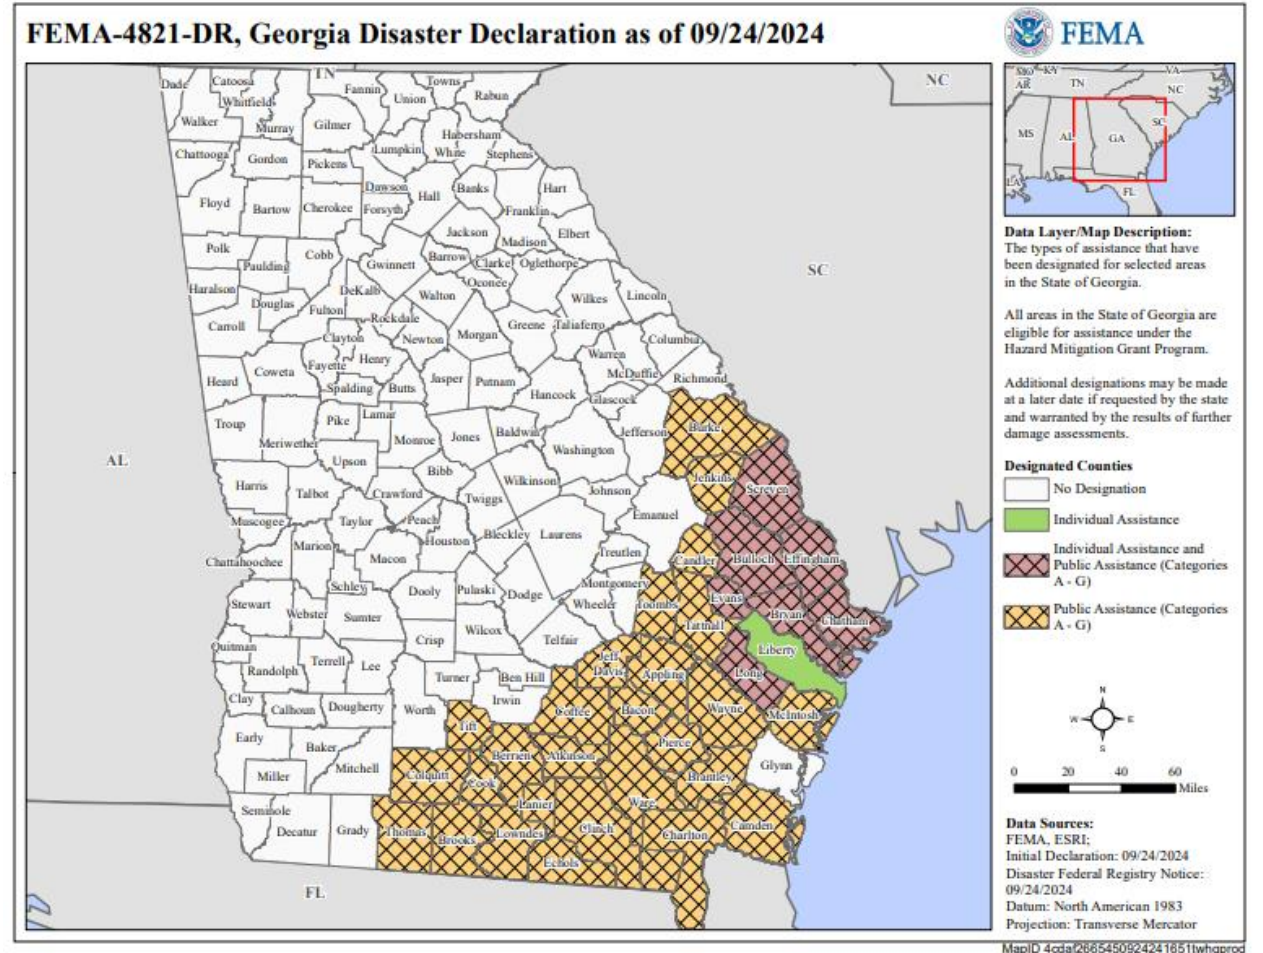 FEMA-4821-DR, Georgia Disaster Declaration as of 09/24/2024
FEMA
TN
NC
SC
AL
FL
Dade
Catoosa
Whitfield
Fannin
Towns
Union
Rabun
Walker
Murray
Gilmer
Habersham
Lumpkin
White
Stephens
Chattooga
Gordon
Pickens
Dawson
Hall
Banks
Hart
Floyd
Bartow
Cherokee
Forsyth
Franklin
Jackson
Madison
Elbert
Polk
Paulding
Cobb
Gwinnett
Barrow
Clarke
Oglethorpe
Haralson
Douglas
DeKalb
Walton
Oconee
Wilkes
Lincoln
Carroll
Fulton
Rockdale
Clayton
Newton
Morgan
Greene
Taliaferro
Columbia
Heard
Coweta
Fayette
Henry
Spalding
Butts
Jasper
Putnam
Warren
McDuffie
Richmond
Hancock
Glascock
Troup
Meriwether
Pike
Lamar
Monroe
Jones
Baldwin
Jefferson
Burke
Washington
Upson
Bibb
Harris
Talbot
Crawford
Twiggs
Wilkinson
Johnson
Jenkins
Screven
Muscogee
Taylor
Peach
Houston
Bleckley
Laurens
Emanuel
Chattahoochee
Marion
Macon
Treutlen
Candler
Bulloch
Effingham
Schley
Dooly
Pulaski
Dodge
Montgomery
Wheeler
Toombs
Evans
Bryan
Chatham
Stewart
Webster
Sumter
Crisp
Wilcox
Telfair
Tattnall
Liberty
Quitman
Randolph
Terrell
Lee
Turner
Ben Hill
Jeff
Davis
Appling
Long
Clay
Calhoun
Dougherty
Worth
Irwin
Coffee
Bacon
Wayne
McIntosh
Early
Baker
Tift
Pierce
Miller
Mitchell
Colquitt
Cook
Berrien
Atkinson
Brantley
Glynn
Seminole
Decatur
Grady
Thomas
Brooks
Lanier
Lowndes
Clinch
Ware
Charlton
Camden
Echols
MO
KY
VA
AR
TN
NC
MS
AL
GA
SC
LA
FL
Data Layer/Map Description:
The types of assistance that have
been designated for selected areas
in the State of Georgia.
All areas in the State of Georgia are
eligible for assistance under the
Hazard Mitigation Grant Program.
Additional designations may be made
at a later date if requested by the state
and warranted by the results of further
damage assessments.
Designated Counties
No Designation
Individual Assistance
Individual Assistance and
Public Assistance (Categories
A - G)
Public Assistance (Categories
A - G)
N
W
E
S
0 20 40 60
Miles
Data Sources:
FEMA, ESRI;
Initial Declaration: 09/24/2024
Disaster Federal Registry Notice:
09/24/2024
Datum: North American 1983
Projection: Transverse Mercator